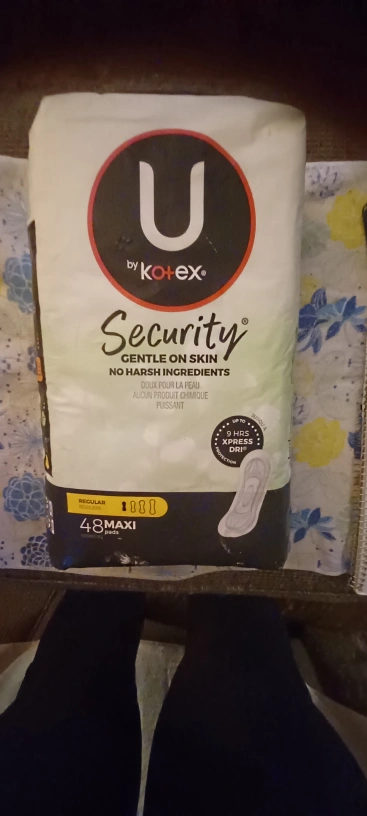 U
by kotex®
Security®
GENTLE ON SKIN
NO HARSH INGREDIENTS
DOUX POUR LA PEAU
AUCUN PRODUIT CHIMIQUE
PUISSANT
UP TO
9 HRS
XPRESS
DRI®
PROTECTION
REGULAR
48 MAXI
pads